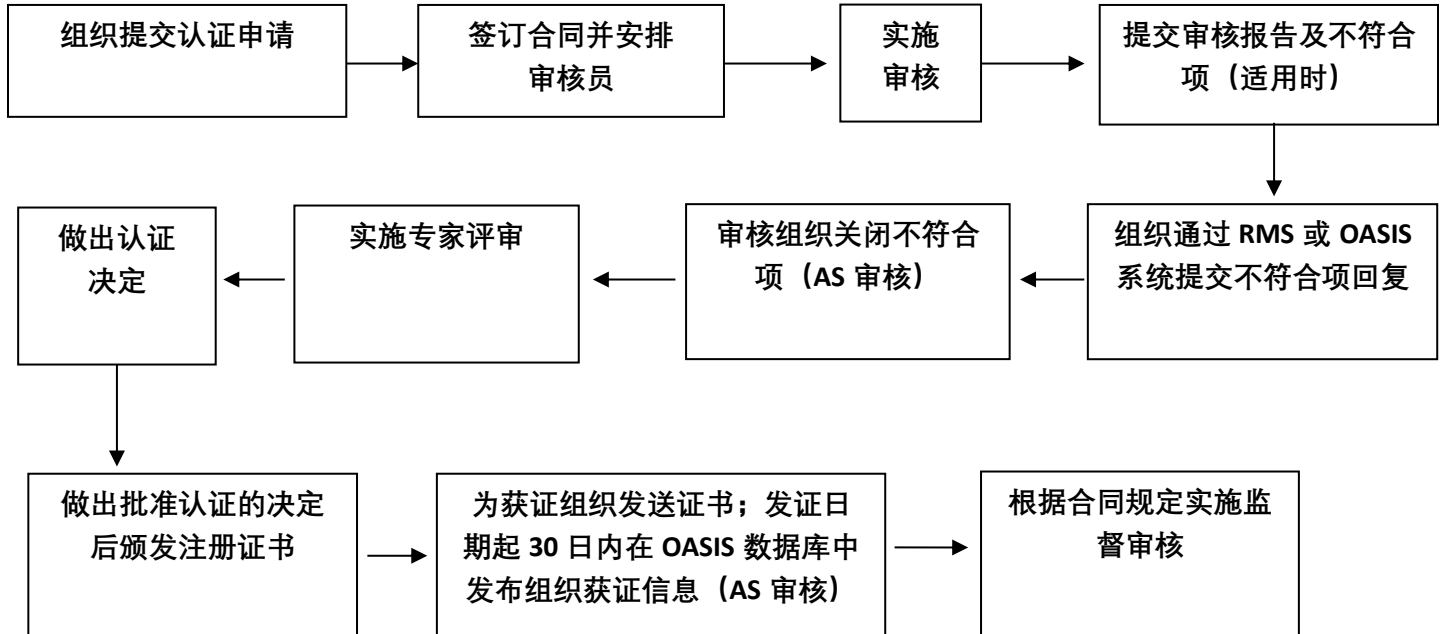 组织提交认证申请
签订合同并安排
审核员
实施
审核
提交审核报告及不符合
项（适用时）
组织通过 RMS 或 OASIS
系统提交不符合项回复
审核组织关闭不符合
项（AS 审核）
实施专家评审
做出认证
决定
做出批准认证的决定
后颁发注册证书
为获证组织发送证书；发证日
期起 30 日内在 OASIS 数据库中
发布组织获证信息（AS 审核）
根据合同规定实施监
督审核